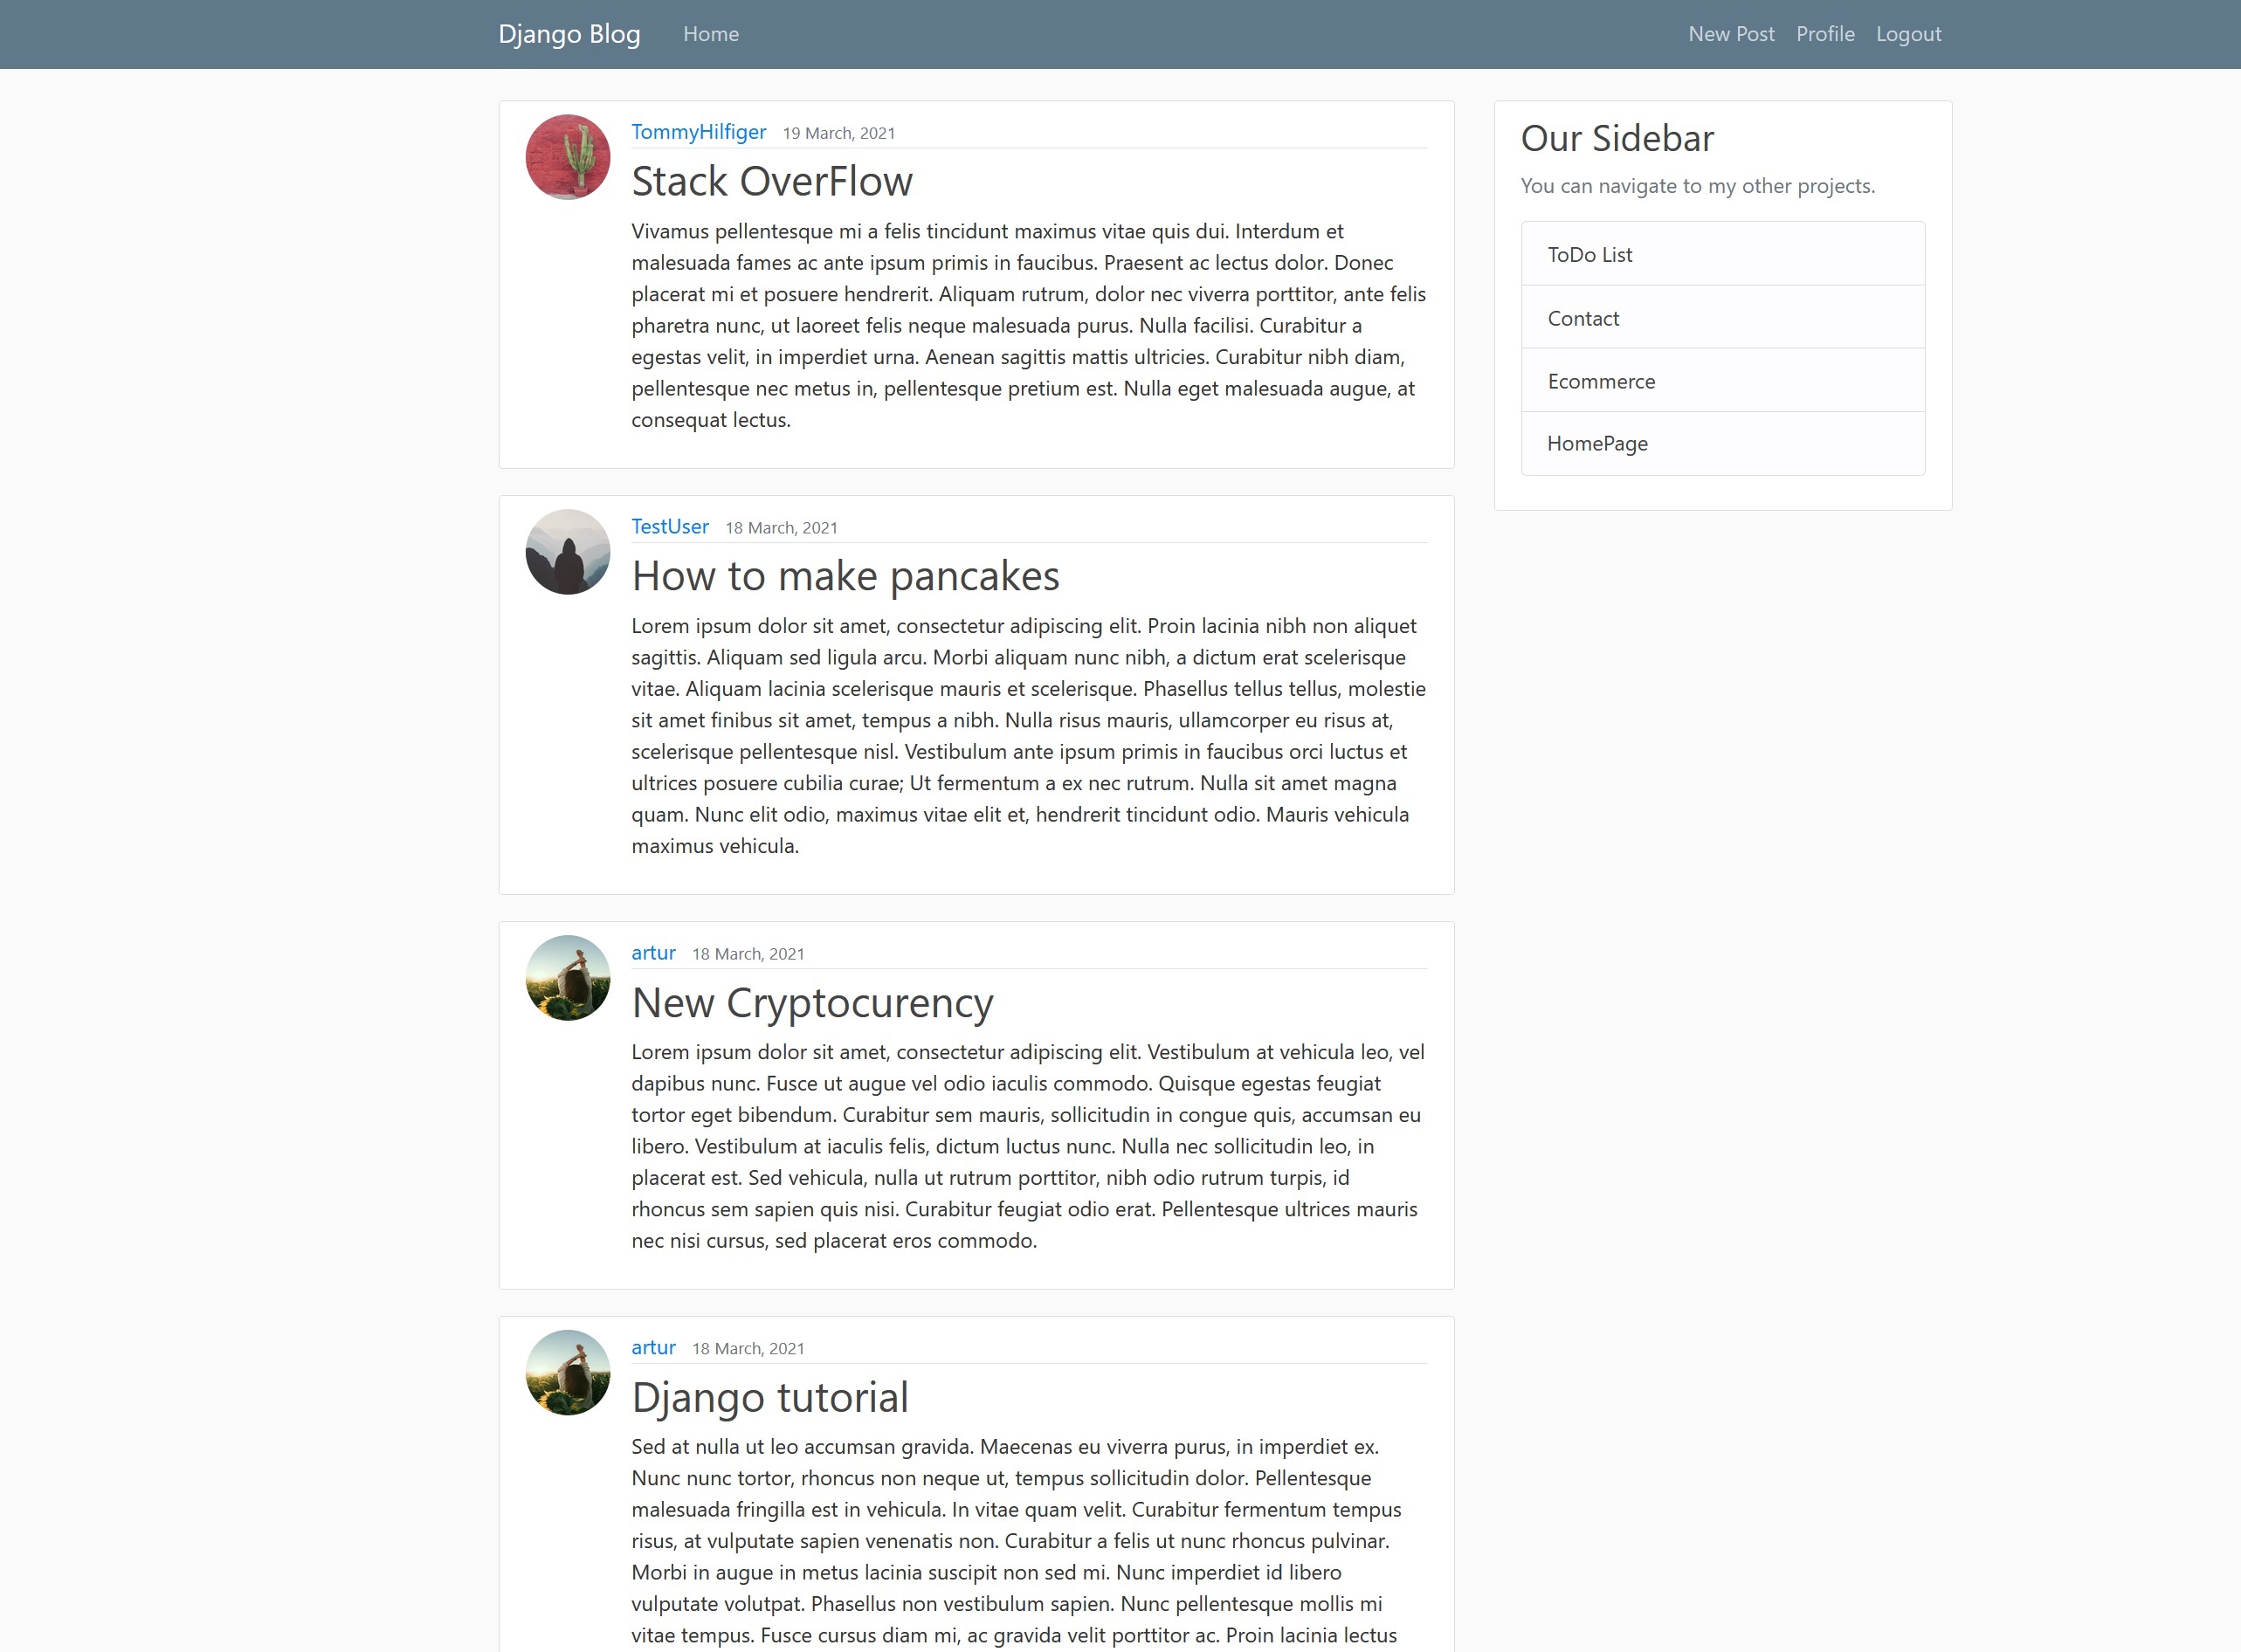 Django Blog Home New Post Profile Logout
TommyHilfiger 19 March, 2021
Stack OverFlow
Vivamus pellentesque mi a felis tincidunt maximus vitae quis dui. Interdum et
malesuada fames ac ante ipsum primis in faucibus. Praesent ac lectus dolor. Donec
placerat mi et posuere hendrerit. Aliquam rutrum, dolor nec viverra porttitor, ante felis
pharetra nunc, ut laoreet felis neque malesuada purus. Nulla facilisi. Curabitur a
egestas velit, in imperdiet urna. Aenean sagittis mattis ultricies. Curabitur nibh diam,
pellentesque nec metus in, pellentesque pretium est. Nulla eget malesuada augue, at
consequat lectus.
TestUser 18 March, 2021
How to make pancakes
Lorem ipsum dolor sit amet, consectetur adipiscing elit. Proin lacinia nibh non aliquet
sagittis. Aliquam sed ligula arcu. Morbi aliquam nunc nibh, a dictum erat scelerisque
vitae. Aliquam lacinia scelerisque mauris et scelerisque. Phasellus tellus tellus, molestie
sit amet finibus sit amet, tempus a nibh. Nulla risus mauris, ullamcorper eu risus at,
scelerisque pellentesque nisl. Vestibulum ante ipsum primis in faucibus orci luctus et
ultrices posuere cubilia curae; Ut fermentum a ex nec rutrum. Nulla sit amet magna
quam. Nunc elit odio, maximus vitae elit et, hendrerit tincidunt odio. Mauris vehicula
maximus vehicula.
artur 18 March, 2021
New Cryptocurency
Lorem ipsum dolor sit amet, consectetur adipiscing elit. Vestibulum at vehicula leo, vel
dapibus nunc. Fusce ut augue vel odio iaculis commodo. Quisque egestas feugiat
tortor eget bibendum. Curabitur sem mauris, sollicitudin in congue quis, accumsan eu
libero. Vestibulum at iaculis felis, dictum luctus nunc. Nulla nec sollicitudin leo, in
placerat est. Sed vehicula, nulla ut rutrum porttitor, nibh odio rutrum turpis, id
rhoncus sem sapien quis nisi. Curabitur feugiat odio erat. Pellentesque ultrices mauris
nec nisi cursus, sed placerat eros commodo.
artur 18 March, 2021
Django tutorial
Sed at nulla ut leo accumsan gravida. Maecenas eu viverra purus, in imperdiet ex.
Nunc nunc tortor, rhoncus non neque ut, tempus sollicitudin dolor. Pellentesque
malesuada fringilla est in vehicula. In vitae quam velit. Curabitur fermentum tempus
risus, at vulputate sapien venenatis non. Curabitur a felis ut nunc rhoncus pulvinar.
Morbi in augue in metus lacinia suscipit non sed mi. Nunc imperdiet id libero
vulputate volutpat. Phasellus non vestibulum sapien. Nunc pellentesque mollis mi
vitae tempus. Fusce cursus diam mi, ac gravida velit porttitor ac. Proin lacinia lectus
Our Sidebar
You can navigate to my other projects.
ToDo List
Contact
Ecommerce
HomePage